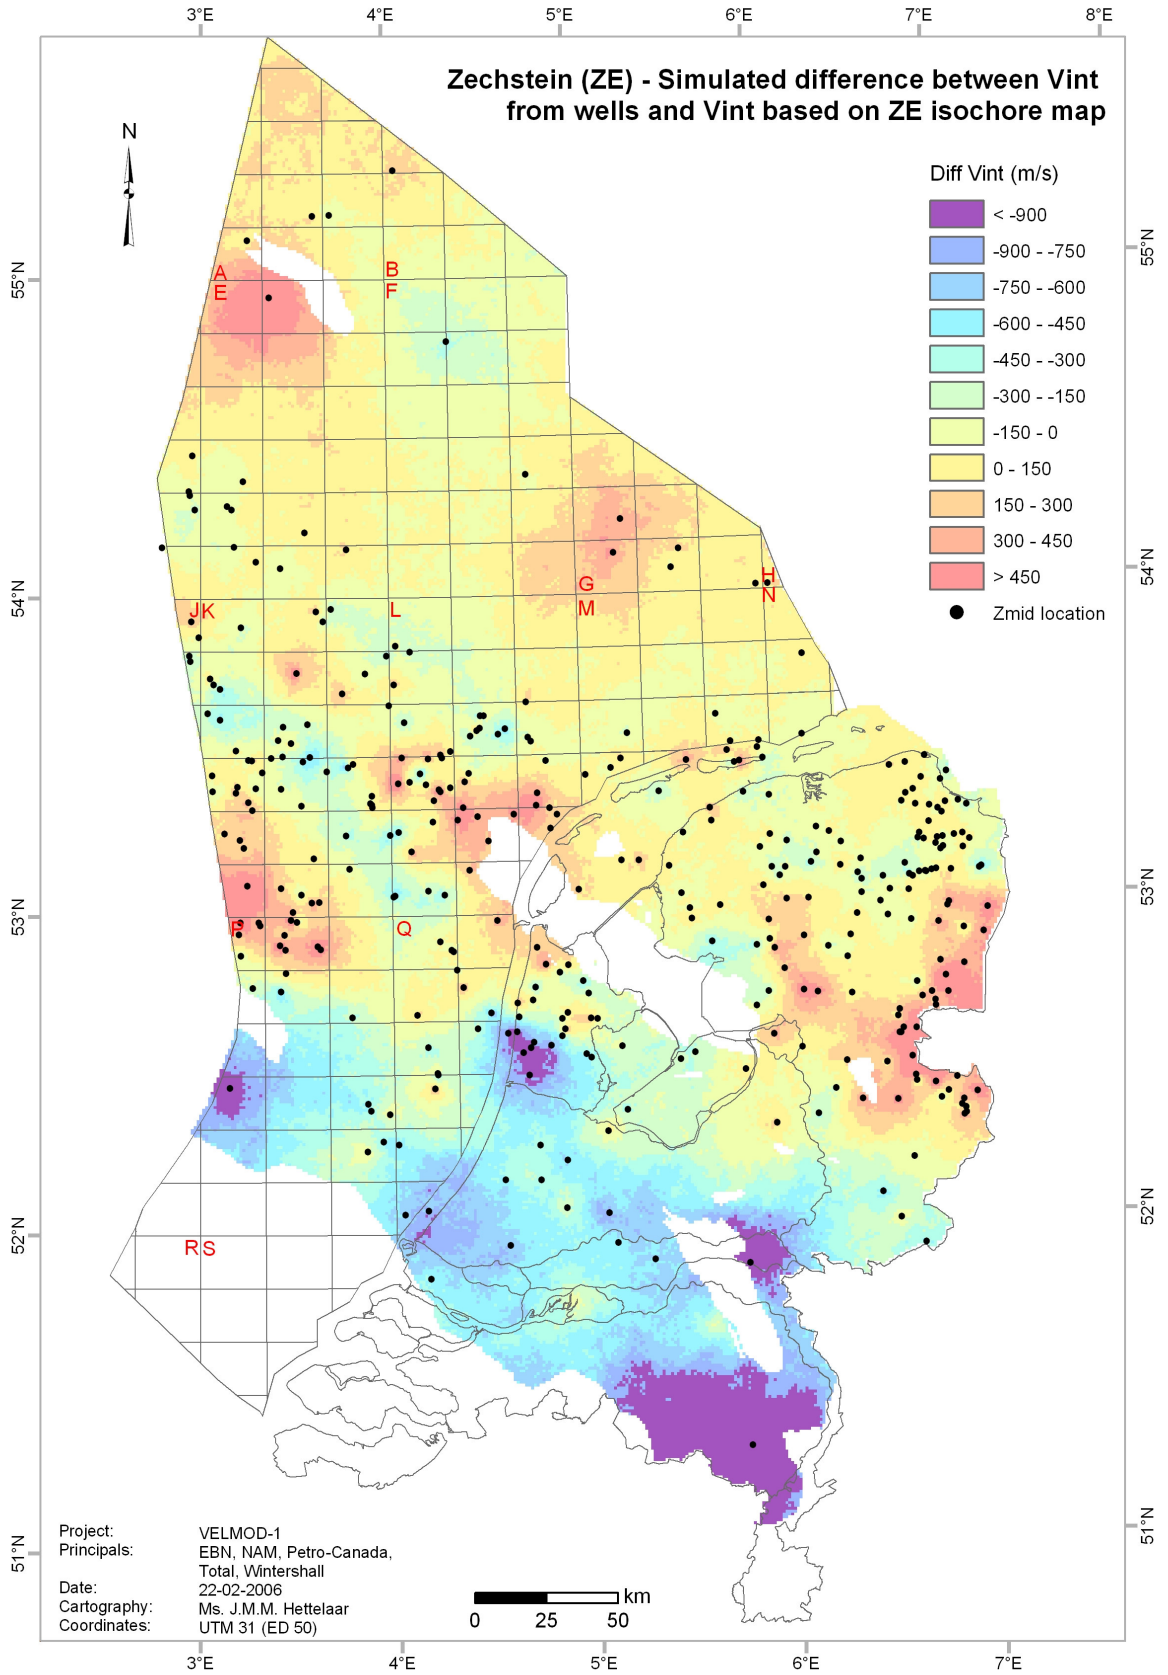 3°E 4°E 5°E 6°E 7°E 8°E
Zechstein (ZE) - Simulated difference between Vint
from wells and Vint based on ZE isochore map
N
Diff Vint (m/s)
< -900
-900 - -750
-750 - -600
-600 - -450
-450 - -300
-300 - -150
-150 - 0
0 - 150
150 - 300
300 - 450
> 450
Zmid location
55°N 55°N
A B
E F
54°N 54°N
G H
J K L M N
53°N 53°N
P Q
52°N 52°N
R S
51°N 51°N
Project: VELMOD-1
Principals: EBN, NAM, Petro-Canada,
Total, Wintershall
Date: 22-02-2006
Cartography: Ms. J.M.M. Hettelaar
Coordinates: UTM 31 (ED 50)
km
0 25 50
3°E 4°E 5°E 6°E 7°E